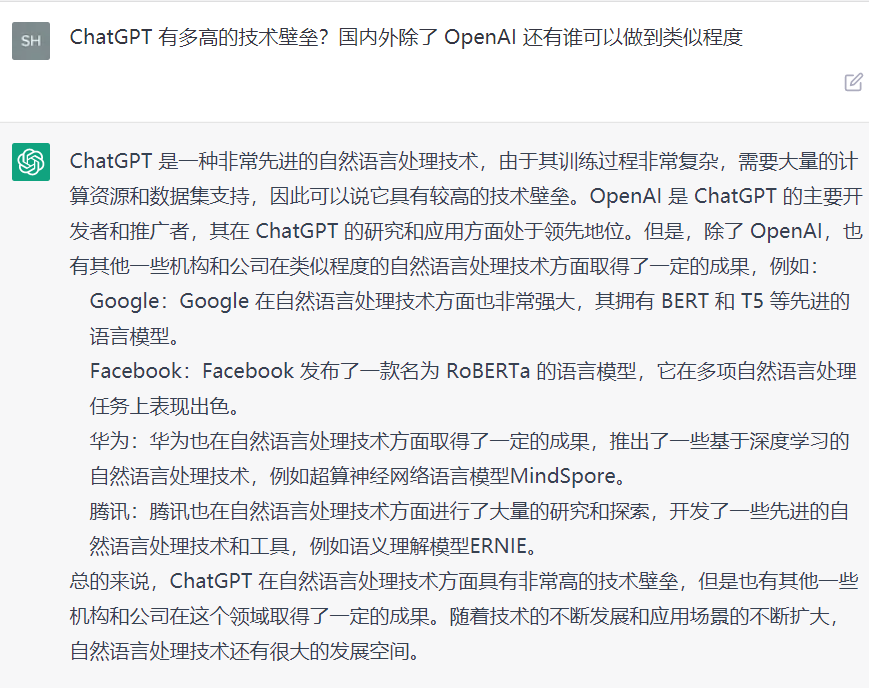 SH
ChatGPT 有多高的技术壁垒？国内外除了 OpenAI 还有谁可以做到类似程度
ChatGPT 是一种非常先进的自然语言处理技术，由于其训练过程非常复杂，需要大量的计
算资源和数据集支持，因此可以说它具有较高的技术壁垒。OpenAI 是 ChatGPT 的主要开
发者和推广者，其在 ChatGPT 的研究和应用方面处于领先地位。但是，除了 OpenAI，也
有其他一些机构和公司在类似程度的自然语言处理技术方面取得了一定的成果，例如：
Google：Google 在自然语言处理技术方面也非常强大，其拥有 BERT 和 T5 等先进的
语言模型。
Facebook：Facebook 发布了一款名为 RoBERTa 的语言模型，它在多项自然语言处理
任务上表现出色。
华为：华为也在自然语言处理技术方面取得了一定的成果，推出了一些基于深度学习的
自然语言处理技术，例如超算神经网络语言模型MindSpore。
腾讯：腾讯也在自然语言处理技术方面进行了大量的研究和探索，开发了一些先进的自
然语言处理技术和工具，例如语义理解模型ERNIE。
总的来说，ChatGPT 在自然语言处理技术方面具有非常高的技术壁垒，但是也有其他一些
机构和公司在这个领域取得了一定的成果。随着技术的不断发展和应用场景的不断扩大，
自然语言处理技术还有很大的发展空间。